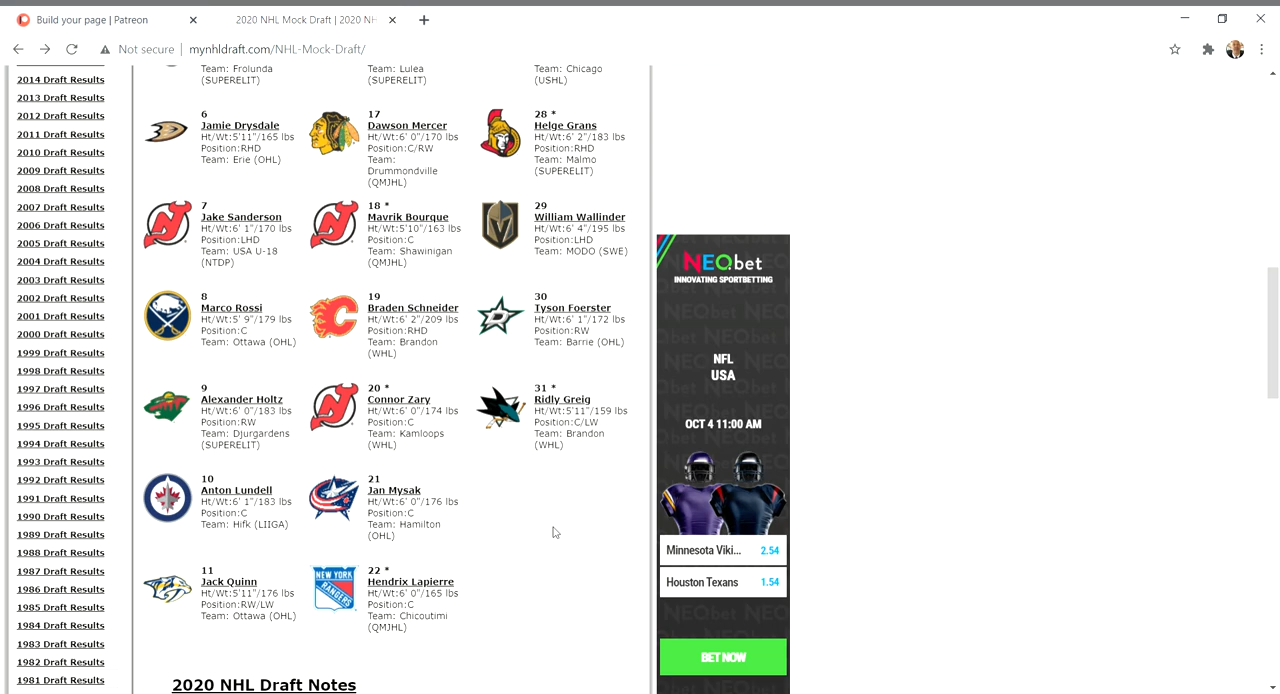 Build your page | Patreon
2020 NHL Mock Draft | 2020 NH
Not secure | mynhldraft.com/NHL-Mock-Draft/
2014 Draft Results
2013 Draft Results
2012 Draft Results
2011 Draft Results
2010 Draft Results
2009 Draft Results
2008 Draft Results
2007 Draft Results
2006 Draft Results
2005 Draft Results
2004 Draft Results
2003 Draft Results
2002 Draft Results
2001 Draft Results
2000 Draft Results
1999 Draft Results
1998 Draft Results
1997 Draft Results
1996 Draft Results
1995 Draft Results
1994 Draft Results
1993 Draft Results
1992 Draft Results
1991 Draft Results
1990 Draft Results
1989 Draft Results
1988 Draft Results
1987 Draft Results
1986 Draft Results
1985 Draft Results
1984 Draft Results
1983 Draft Results
1982 Draft Results
1981 Draft Results
Team: Frolunda
(SUPERELIT)
6
Jamie Drysdale
Ht/Wt:5'11"/165 lbs
Position:RHD
Team: Erie (OHL)
7
Jake Sanderson
Ht/Wt:6' 1"/170 lbs
Position:LHD
Team: USA U-18
(NTDP)
8
Marco Rossi
Ht/Wt:5' 9"/179 lbs
Position:C
Team: Ottawa (OHL)
9
Alexander Holtz
Ht/Wt:6' 0"/183 lbs
Position:RW
Team: Djurgardens
(SUPERELIT)
10
Anton Lundell
Ht/Wt:6' 1"/183 lbs
Position:C
Team: Hifk (LIIGA)
11
Jack Quinn
Ht/Wt:5'11"/176 lbs
Position:RW/LW
Team: Ottawa (OHL)
Team: Lulea
(SUPERELIT)
17
Dawson Mercer
Ht/Wt:6' 0"/170 lbs
Position:C/RW
Team:
Drummondville
(QMJHL)
18 *
Mavrik Bourque
Ht/Wt:5'10"/163 lbs
Position:C
Team: Shawinigan
(QMJHL)
19
Braden Schneider
Ht/Wt:6' 2"/209 lbs
Position:RHD
Team: Brandon
(WHL)
20 *
Connor Zary
Ht/Wt:6' 0"/174 lbs
Position:C
Team: Kamloops
(WHL)
21
Jan Mysak
Ht/Wt:6' 0"/176 lbs
Position:C
Team: Hamilton
(OHL)
NEW YORK
RANGERS
22 *
Hendrix Lapierre
Ht/Wt:6' 0"/165 lbs
Position:C
Team: Chicoutimi
(QMJHL)
Team: Chicago
(USHL)
28 *
Helge Grans
Ht/Wt:6' 2"/183 lbs
Position:RHD
Team: Malmo
(SUPERELIT)
29
William Wallinder
Ht/Wt:6' 4"/195 lbs
Position:LHD
Team: MODO (SWE)
30
Tyson Foerster
Ht/Wt:6' 1"/172 lbs
Position:RW
Team: Barrie (OHL)
31 *
Ridly Greig
Ht/Wt:5'11"/159 lbs
Position:C/LW
Team: Brandon
(WHL)
2020 NHL Draft Notes
NEO.bet
INNOVATING SPORTBETTING
NFL
USA
OCT 4 11:00 AM
Minnesota Viki... 2.54
Houston Texans 1.54
BET NOW